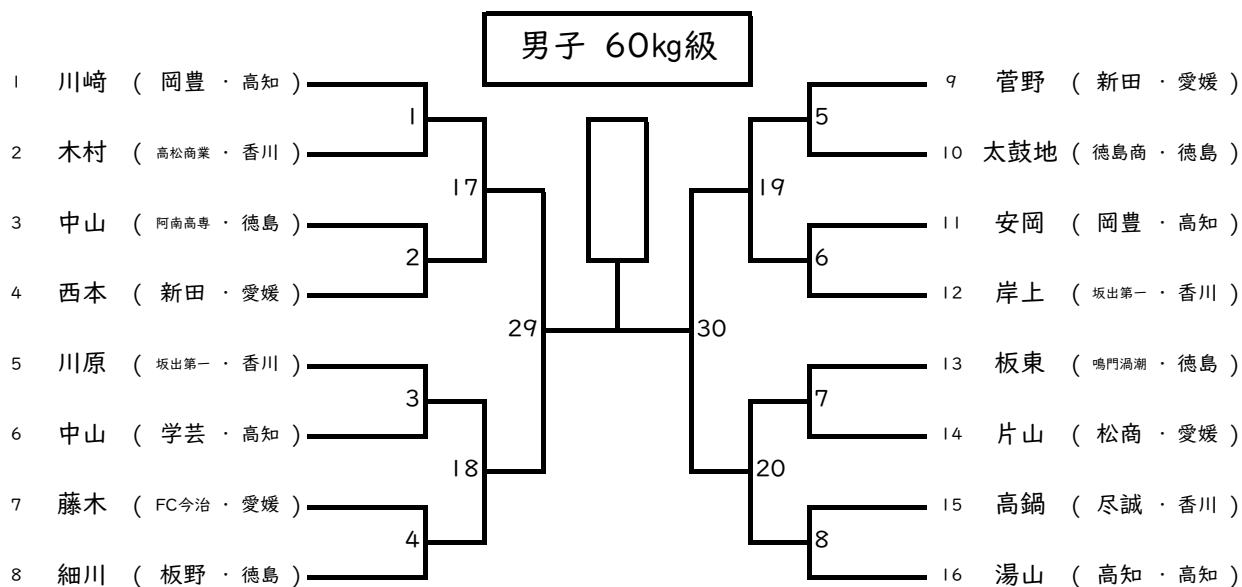 男子 60kg級
1 川﨑 ( 岡豊 ・ 高知 )
2 木村 ( 高松商業 ・ 香川 )
3 中山 ( 阿南高専 ・ 徳島 )
4 西本 ( 新田 ・ 愛媛 )
5 川原 ( 坂出第一 ・ 香川 )
6 中山 ( 学芸 ・ 高知 )
7 藤木 ( FC今治 ・ 愛媛 )
8 細川 ( 板野 ・ 徳島 )
1
17
2
29
3
18
4
5
19
6
30
7
20
8
9 菅野 ( 新田 ・ 愛媛 )
10 太鼓地 ( 徳島商 ・ 徳島 )
11 安岡 ( 岡豊 ・ 高知 )
12 岸上 ( 坂出第一 ・ 香川 )
13 板東 ( 鳴門渦潮 ・ 徳島 )
14 片山 ( 松商 ・ 愛媛 )
15 高鍋 ( 尽誠 ・ 香川 )
16 湯山 ( 高知 ・ 高知 )